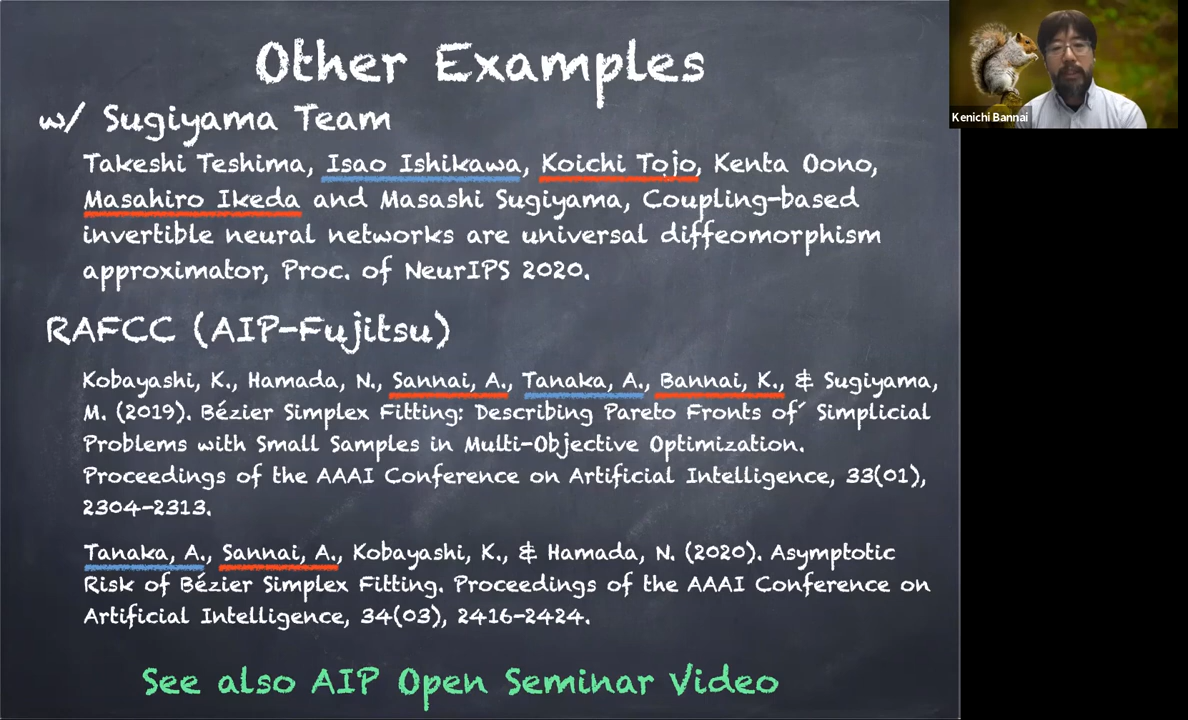 Other Examples
w/ Sugiyama Team
Takeshi Teshima, Isao Ishikawa, Koichi Tojo, Kenta Oono,
Masahiro Ikeda and Masashi Sugiyama, Coupling-based
invertible neural networks are universal diffeomorphism
approximator, Proc. of NeurIPS 2020.
RAFCC (AIP-Fujitsu)
Kobayashi, K., Hamada, N., Sannai, A., Tanaka, A., Bannai, K., & Sugiyama,
M. (2019). Bézier Simplex Fitting: Describing Pareto Fronts of´ Simplicial
Problems with Small Samples in Multi-Objective Optimization.
Proceedings of the AAAI Conference on Artificial Intelligence, 33(01),
2304-2313.
Tanaka, A., Sannai, A., Kobayashi, K., & Hamada, N. (2020). Asymptotic
Risk of Bézier Simplex Fitting. Proceedings of the AAAI Conference on
Artificial Intelligence, 34(03), 2416-2424.
See also AIP Open Seminar Video
Kenichi Bannai